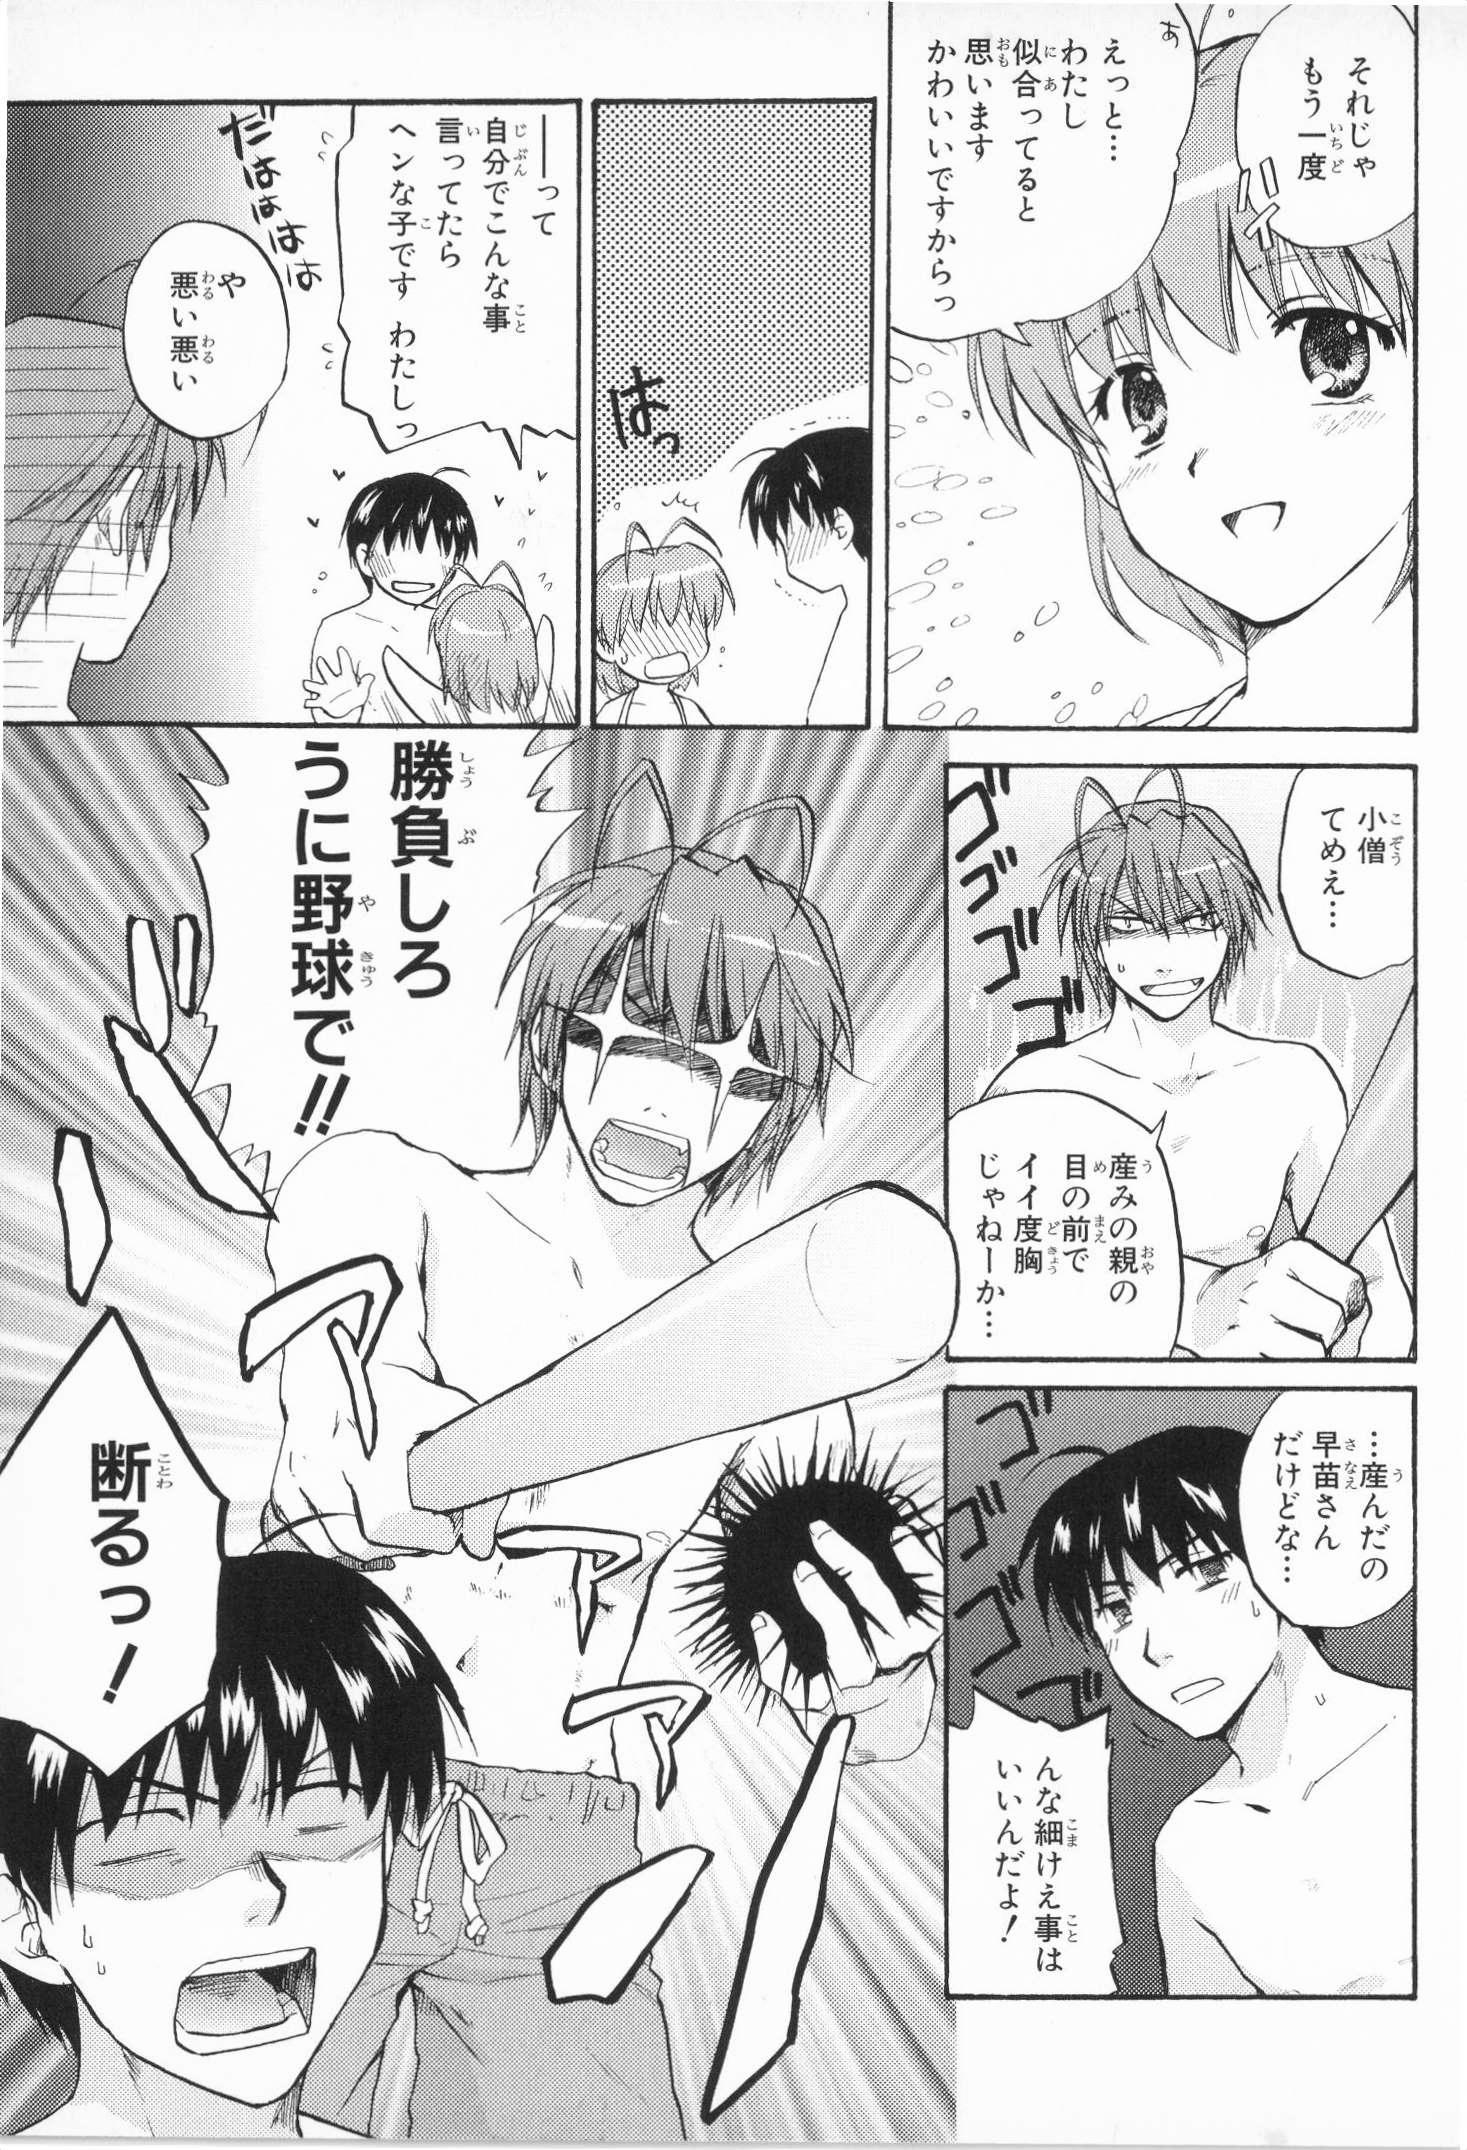 それじゃ
もう一度
あ
えっと…
わたし
似合ってると
思います
かわいいですからっ
バッ
はっ
――って
自分でこんな事
言ってたら
ヘンな子です わたしっ
だはははは
や
悪い悪い
小僧
てめえ…
ゴゴゴゴ
産みの親の
目の前で
イイ度胸
じゃねーか…
…産んだの
早苗さん
だけどな…
ゴゴゴゴ
んな細けえ事は
いいんだよ！
勝負しろ
うに野球で!!
断るっ！